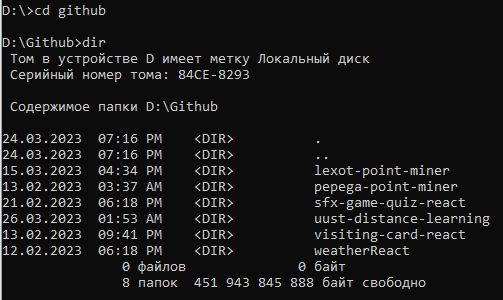 D:\>cd github
D:\Github>dir
Том в устройстве D имеет метку Локальный диск
Серийный номер тома: 84CE-8293
Содержимое папки D:\Github
24.03.2023  07:16 PM    <DIR>          .
24.03.2023  07:16 PM    <DIR>          ..
15.03.2023  04:34 PM    <DIR>          lexot-point-miner
13.02.2023  03:37 AM    <DIR>          pepega-point-miner
21.02.2023  06:18 PM    <DIR>          sfx-game-quiz-react
26.03.2023  01:53 AM    <DIR>          uust-distance-learning
13.02.2023  09:41 PM    <DIR>          visiting-card-react
12.02.2023  06:18 PM    <DIR>          weatherReact
0 файлов              0 байт
8 папок  451 943 845 888 байт свободно